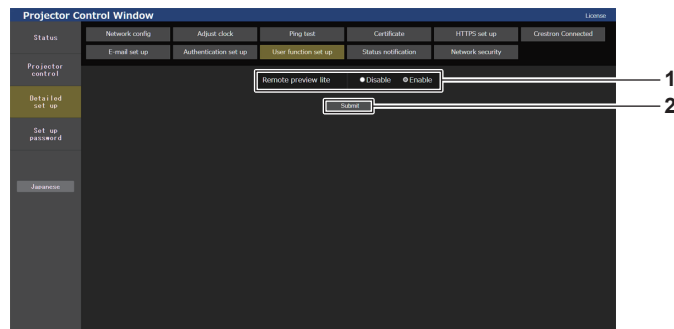 Projector Control Window
License
Status
Network config
Adjust clock
Ping test
Certificate
HTTPS set up
Crestron Connected
E-mail set up
Authentication set up
User function set up
Status notification
Network security
Projector
control
Detailed
set up
Set up
password
Japanese
Remote preview lite
Disable
Enable
1
Submit
2